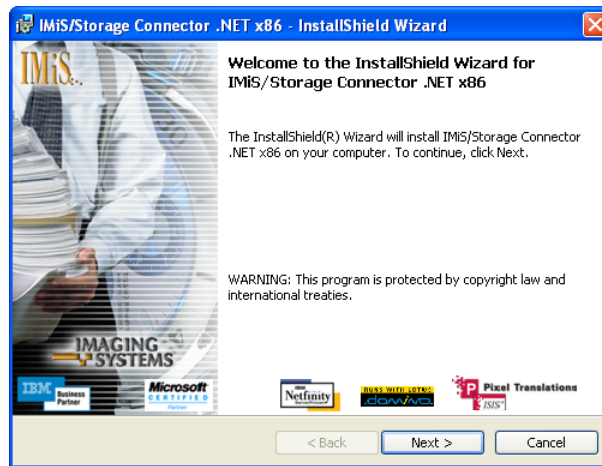 IMiS/Storage Connector .NET x86 - InstallShield Wizard
IMiS
Welcome to the InstallShield Wizard for
IMiS/Storage Connector .NET x86
The InstallShield(R) Wizard will install IMiS/Storage Connector
.NET x86 on your computer. To continue, click Next.
WARNING: This program is protected by copyright law and
international treaties.
IMAGING
SYSTEMS
IBM Business
Partner
Microsoft
CERTIFIED
Partner
IBM
Netfinity
RUNS WITH LOTUS
Domino.
Pixel Translations
ISIS
< Back
Next >
Cancel